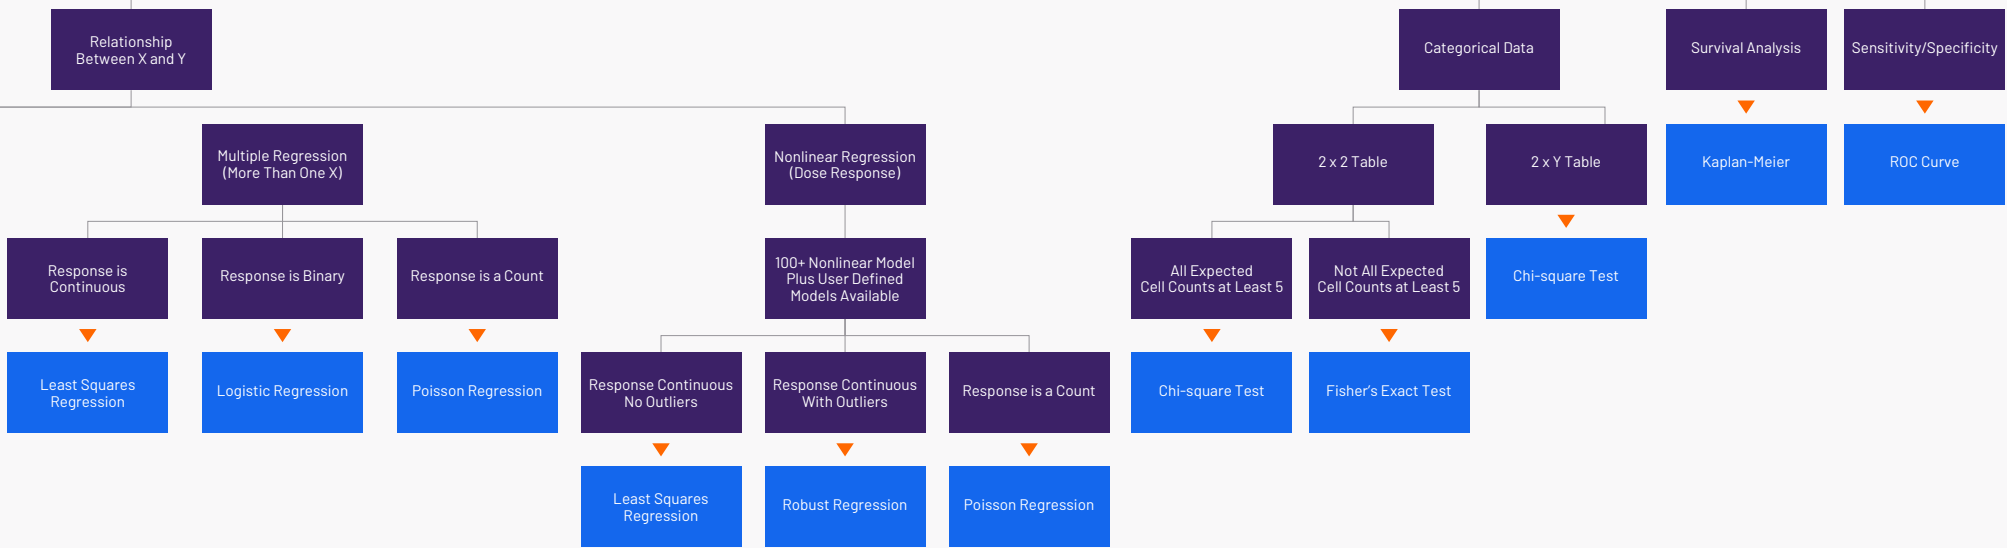 Relationship
Between X and Y
Categorical Data
Survival Analysis
Sensitivity/Specificity
Multiple Regression
(More Than One X)
Nonlinear Regression
(Dose Response)
2 x 2 Table
2 x Y Table
Kaplan-Meier
ROC Curve
Response is
Continuous
Response is Binary
Response is a Count
100+ Nonlinear Model
Plus User Defined
Models Available
All Expected
Cell Counts at Least 5
Not All Expected
Cell Counts at Least 5
Chi-square Test
Least Squares
Regression
Logistic Regression
Poisson Regression
Response Continuous
No Outliers
Response Continuous
With Outliers
Response is a Count
Chi-square Test
Fisher's Exact Test
Least Squares
Regression
Robust Regression
Poisson Regression